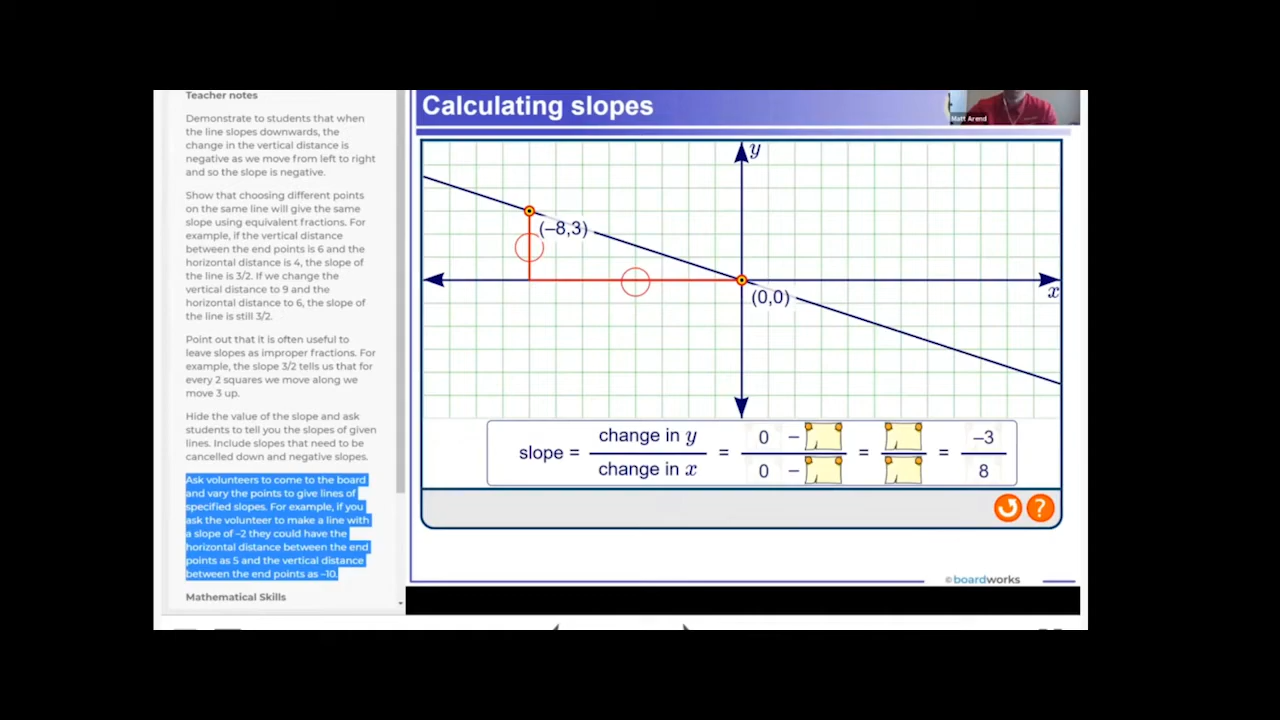 Teacher notes
Demonstrate to students that when
the line slopes downwards, the
change in the vertical distance is
negative as we move from left to right
and so the slope is negative.
Show that choosing different points
on the same line will give the same
slope using equivalent fractions. For
example, if the vertical distance
between the end points is 6 and the
horizontal distance is 4, the slope of
the line is 3/2. If we change the
vertical distance to 9 and the
horizontal distance to 6, the slope of
the line is still 3/2.
Point out that it is often useful to
leave slopes as improper fractions. For
example, the slope 3/2 tells us that for
every 2 squares we move along we
move 3 up.
Hide the value of the slope and ask
students to tell you the slopes of given
lines. Include slopes that need to be
cancelled down and negative slopes.
Ask volunteers to come to the board
and vary the points to give lines of
specified slopes. For example, if you
ask the volunteer to make a line with
a slope of –2 they could have the
horizontal distance between the end
points as 5 and the vertical distance
between the end points as –10.
Mathematical Skills
Calculating slopes
Matt Arend
y
(–8,3)
x
(0,0)
slope = change in y / change in x = 0 – / 0 – = = –3 / 8
?
© boardworks